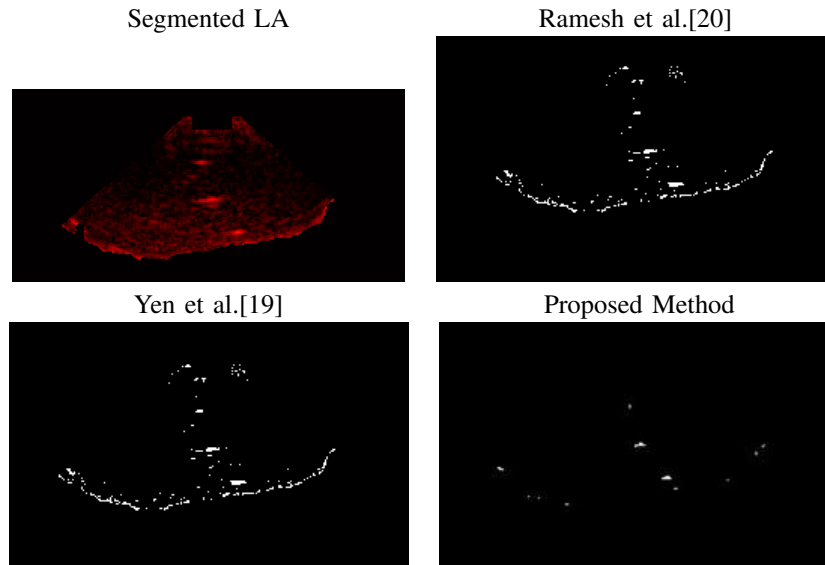 Segmented LA
Ramesh et al.[20]
Yen et al.[19]
Proposed Method